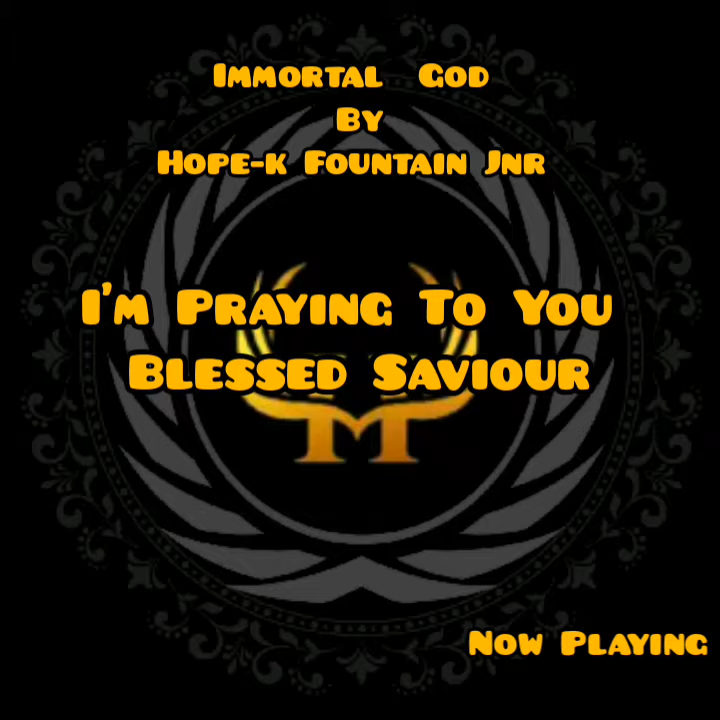 Immortal God
By
Hope-k Fountain Jnr
I'm Praying To You
Blessed Saviour
M
Now Playing